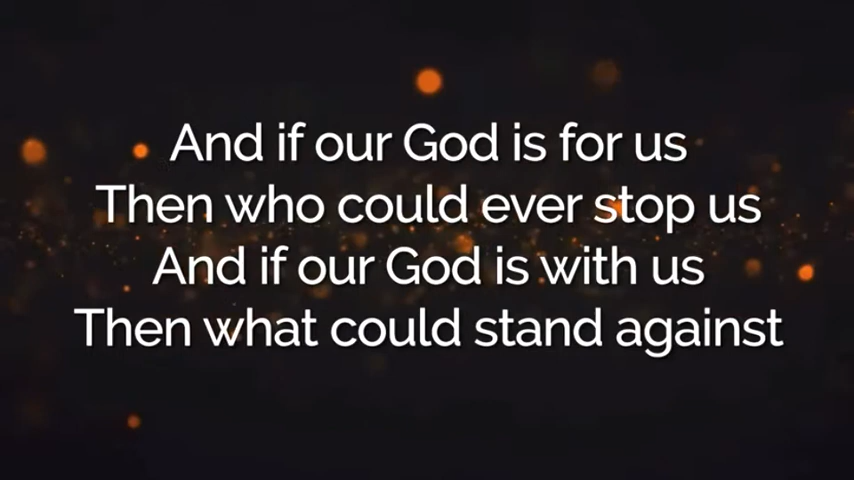 And if our God is for us
Then who could ever stop us
And if our God is with us
Then what could stand against